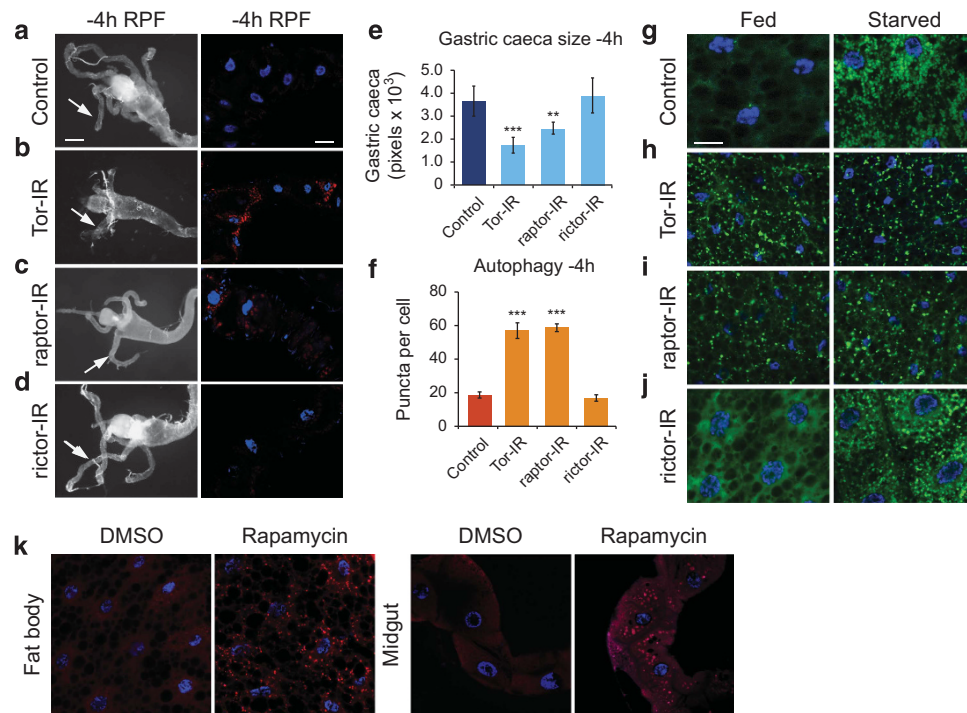 -4h RPF
-4h RPF
a
Control
b
Tor-IR
c
raptor-IR
d
rictor-IR
e
Gastric caeca size -4h
Gastric caeca
(pixels x 10³)
5.0
4.0
3.0
2.0
1.0
0
***
**
Control
Tor-IR
raptor-IR
rictor-IR
f
Autophagy -4h
Puncta per cell
80
60
40
20
0
***
***
Control
Tor-IR
raptor-IR
rictor-IR
Fed
Starved
g
Control
h
Tor-IR
i
raptor-IR
j
rictor-IR
k
DMSO
Rapamycin
Fat body
DMSO
Rapamycin
Midgut